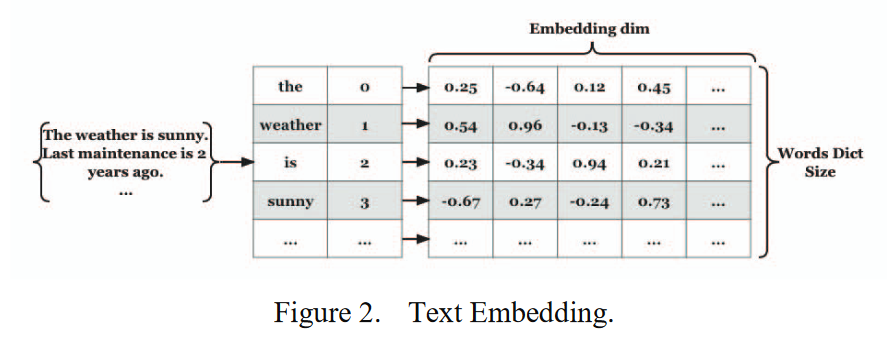 Embedding dim
The weather is sunny.
Last maintenance is 2
years ago.
...
the 0 0.25 -0.64 0.12 0.45 ...
weather 1 0.54 0.96 -0.13 -0.34 ...
is 2 0.23 -0.34 0.94 0.21 ...
sunny 3 -0.67 0.27 -0.24 0.73 ...
... ... ... ... ... ... ...
Words Dict
Size
Figure 2. Text Embedding.